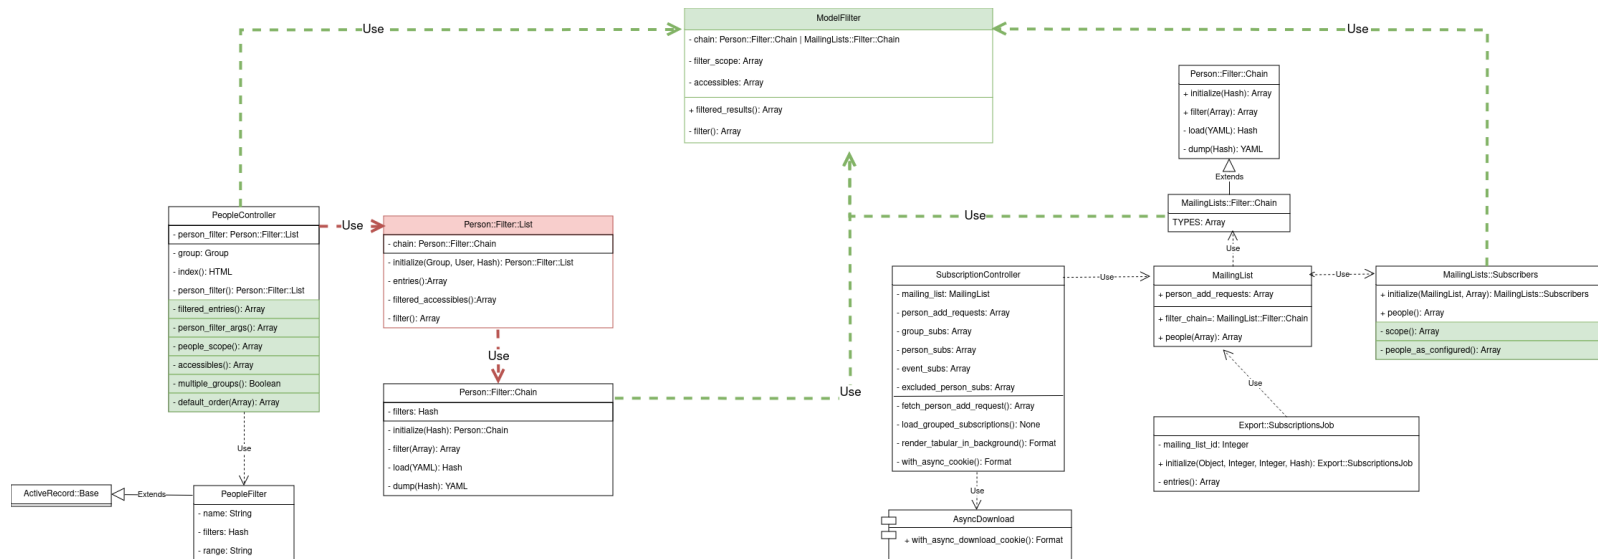 ModelFllter
- chain: Person::Filter::Chain | MailingLists::Filter::Chain
- filter_scope: Array
- accessibles: Array
+ filtered_results(): Array
- filter(): Array
Use
Use
Person::Filter::Chain
+ initialize(Hash): Array
+ filter(Array): Array
- load(YAML): Hash
- dump(Hash): YAML
Extends
MailingLists::Filter::Chain
TYPES: Array
Use
Use
PeopleController
- person_filter: Person::Filter::List
- group: Group
- index(): HTML
- person_filter(): Person::Filter::List
- filtered_entries(): Array
- person_filter_args(): Array
- people_scope(): Array
- accessibles(): Array
- multiple_groups(): Boolean
- default_order(Array): Array
Use
Person::Filter::List
- chain: Person::Filter::Chain
- initialize(Group, User, Hash): Person::Filter::List
- entries():Array
- filtered_accessibles():Array
- filter(): Array
Use
Person::Filter::Chain
- filters: Hash
- initialize(Hash): Person::Chain
- filter(Array): Array
- load(YAML): Hash
- dump(Hash): YAML
Use
Use
ActiveRecord::Base
Extends
PeopleFilter
- name: String
- filters: Hash
- range: String
SubscriptionController
- mailing_list: MailingList
- person_add_requests: Array
- group_subs: Array
- person_subs: Array
- event_subs: Array
- excluded_person_subs: Array
- fetch_person_add_request(): Array
- load_grouped_subscriptions(): None
- render_tabular_in_background(): Format
- with_async_cookie(): Format
Use
MailingList
+ person_add_requests: Array
+ filter_chain=: MailingList::Filter::Chain
+ people(Array): Array
Use
MailingLists::Subscribers
+ initialize(MailingList, Array): MailingLists::Subscribers
+ people(): Array
- scope(): Array
- people_as_configured(): Array
Use
Export::SubscriptionsJob
- mailing_list_id: Integer
+ initialize(Object, Integer, Integer, Hash): Export::SubscriptionsJob
- entries(): Array
Use
AsyncDownload
+ with_async_download_cookie(): Format